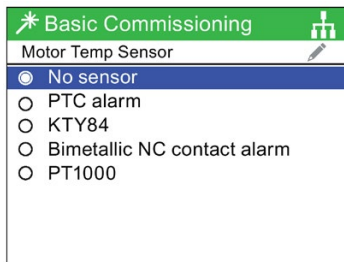 Basic Commissioning
Motor Temp Sensor
No sensor
PTC alarm
KTY84
Bimetallic NC contact alarm
PT1000